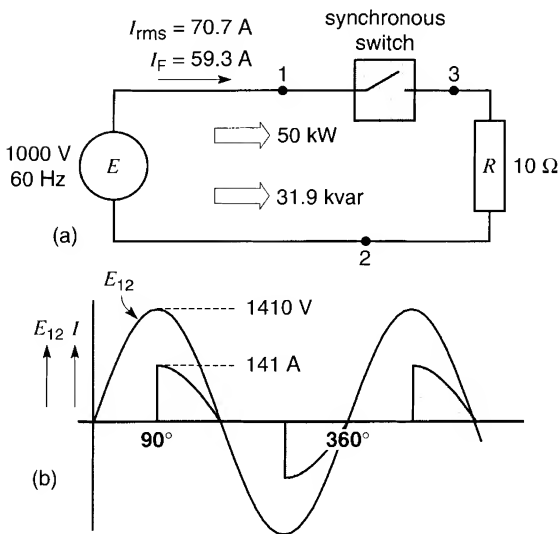 synchronous
switch
I_rms = 70.7 A
I_F = 59.3 A
1
3
1000 V
60 Hz
E
50 kW
31.9 kvar
R
10 Ω
(a)
2
E_12
1410 V
E_12 I
141 A
90°
360°
(b)